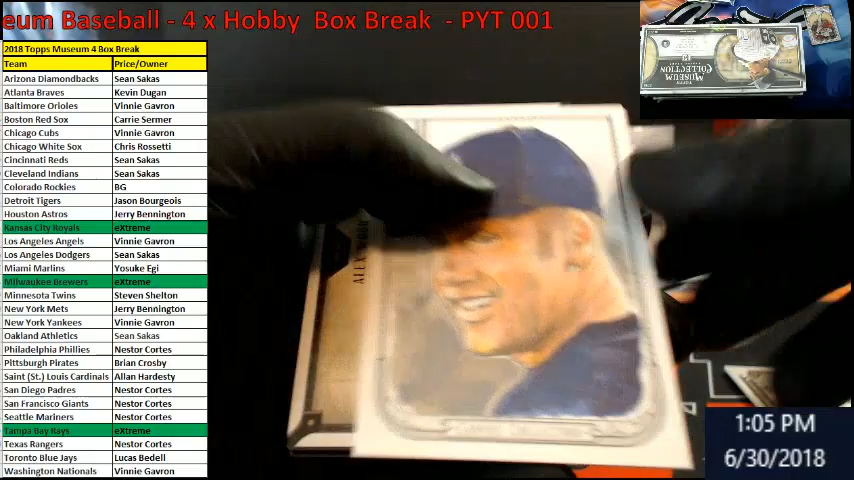 eum Baseball - 4 x Hobby Box Break - PYT 001
2018 Topps Museum 4 Box Break
Team Price/Owner
Arizona Diamondbacks Sean Sakas
Atlanta Braves Kevin Dugan
Baltimore Orioles Vinnie Gavron
Boston Red Sox Carrie Sermer
Chicago Cubs Vinnie Gavron
Chicago White Sox Chris Rossetti
Cincinnati Reds Sean Sakas
Cleveland Indians Sean Sakas
Colorado Rockies BG
Detroit Tigers Jason Bourgeois
Houston Astros Jerry Bennington
Kansas City Royals eXtreme
Los Angeles Angels Vinnie Gavron
Los Angeles Dodgers Sean Sakas
Miami Marlins Yosuke Egi
Milwaukee Brewers eXtreme
Minnesota Twins Steven Shelton
New York Mets Jerry Bennington
New York Yankees Vinnie Gavron
Oakland Athletics Sean Sakas
Philadelphia Phillies Nestor Cortes
Pittsburgh Pirates Brian Crosby
Saint (St.) Louis Cardinals Allan Hardesty
San Diego Padres Nestor Cortes
San Francisco Giants Nestor Cortes
Seattle Mariners Nestor Cortes
Tampa Bay Rays eXtreme
Texas Rangers Nestor Cortes
Toronto Blue Jays Lucas Bedell
Washington Nationals Vinnie Gavron
TOPPS
MUSEUM
COLLECTION
ALEX
1:05 PM
6/30/2018